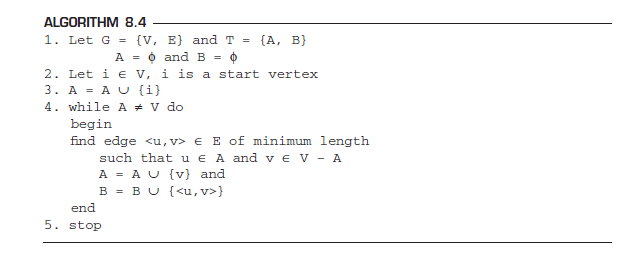 ALGORITHM 8.4
1. Let G = {V, E} and T = {A, B}
A = ϕ and B = ϕ
2. Let i ϵ V, i is a start vertex
3. A = A ∪ {i}
4. while A ≠ V do
begin
find edge <u,v> ϵ E of minimum length
such that u ϵ A and v ϵ V - A
A = A ∪ {v} and
B = B ∪ {<u,v>}
end
5. stop